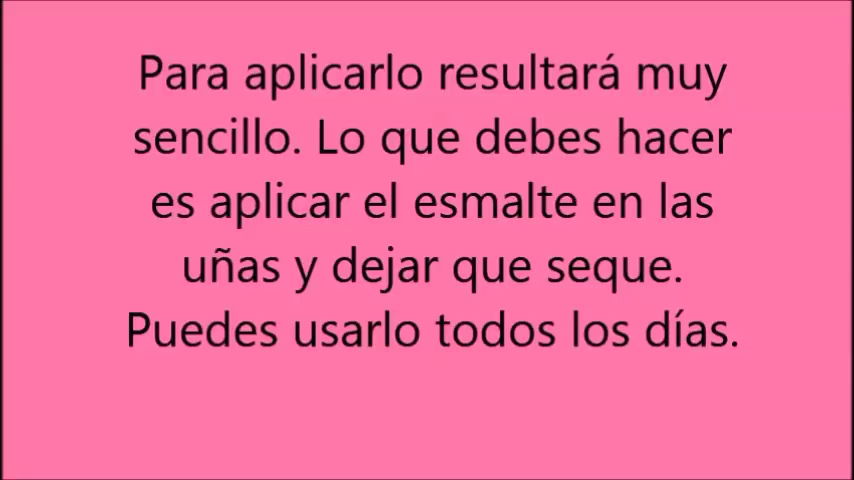 Para aplicarlo resultará muy
sencillo. Lo que debes hacer
es aplicar el esmalte en las
uñas y dejar que seque.
Puedes usarlo todos los días.